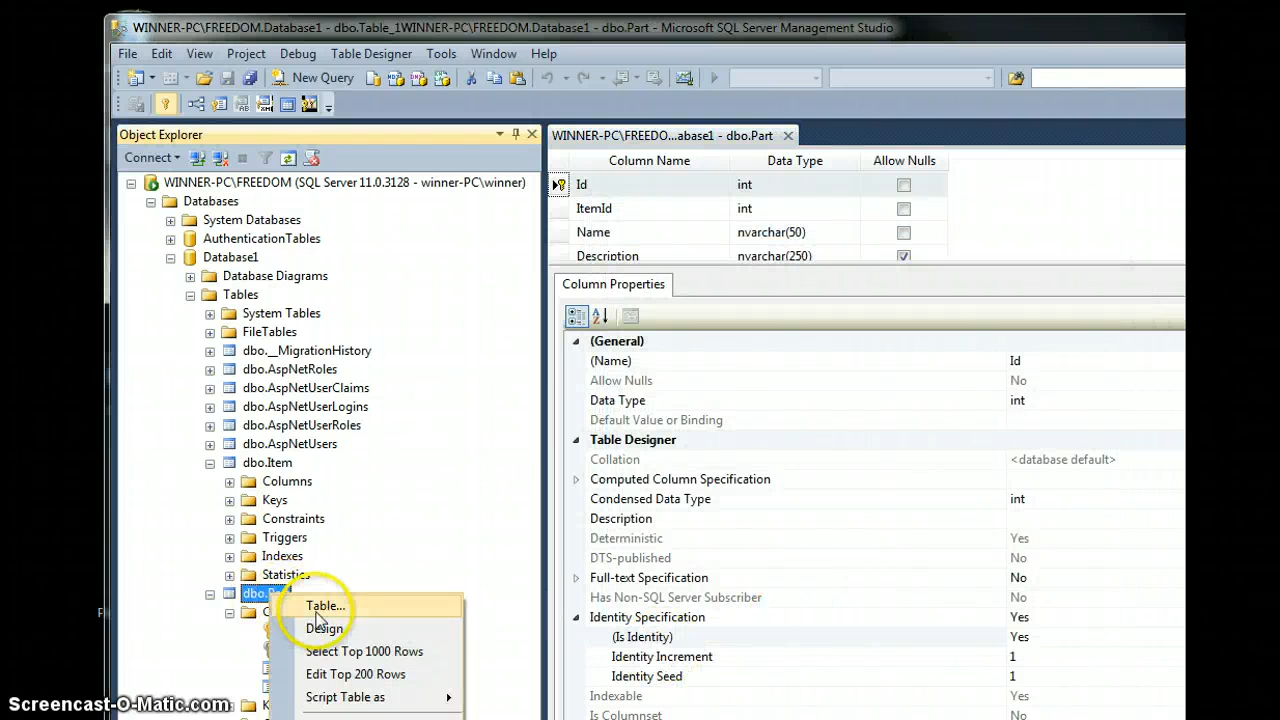 WINNER-PC\FREEDOM.Database1 - dbo.Table_1WINNER-PC\FREEDOM.Database1 - dbo.Part - Microsoft SQL Server Management Studio
File Edit View Project Debug Table Designer Tools Window Help
New Query
Object Explorer
WINNER-PC\FREEDO...abase1 - dbo.Part
Connect
Column Name Data Type Allow Nulls
WINNER-PC\FREEDOM (SQL Server 11.0.3128 - winner-PC\winner)
Id int
Databases
ItemId int
System Databases
Name nvarchar(50)
AuthenticationTables
Description nvarchar(250)
Database1
Database Diagrams
Column Properties
Tables
System Tables
FileTables
(General)
dbo.__MigrationHistory
(Name) Id
dbo.AspNetRoles
Allow Nulls No
dbo.AspNetUserClaims
Data Type int
dbo.AspNetUserLogins
Default Value or Binding
dbo.AspNetUserRoles
Table Designer
dbo.AspNetUsers
Collation <database default>
dbo.Item
Computed Column Specification
Columns
Condensed Data Type int
Keys
Description
Constraints
Deterministic Yes
Triggers
DTS-published No
Indexes
Full-text Specification No
Statistics
Has Non-SQL Server Subscriber No
Table...
Identity Specification Yes
Design
(Is Identity) Yes
Select Top 1000 Rows
Identity Increment 1
Edit Top 200 Rows
Identity Seed 1
Script Table as
Indexable Yes
Is Columnset No
Screencast-O-Matic.com